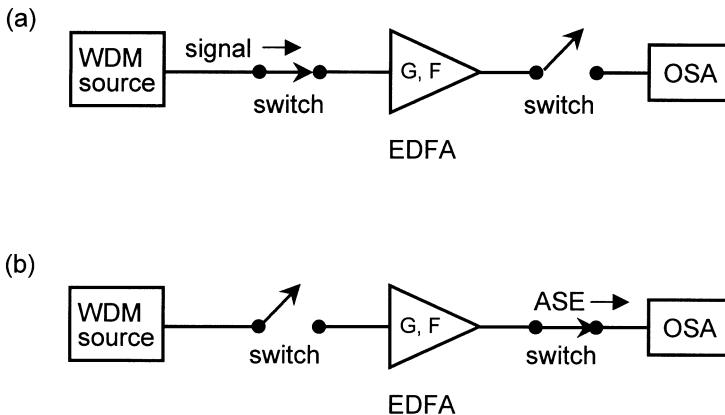 (a)
WDM
source
signal
switch
G, F
EDFA
switch
OSA
(b)
WDM
source
switch
G, F
EDFA
ASE
switch
OSA